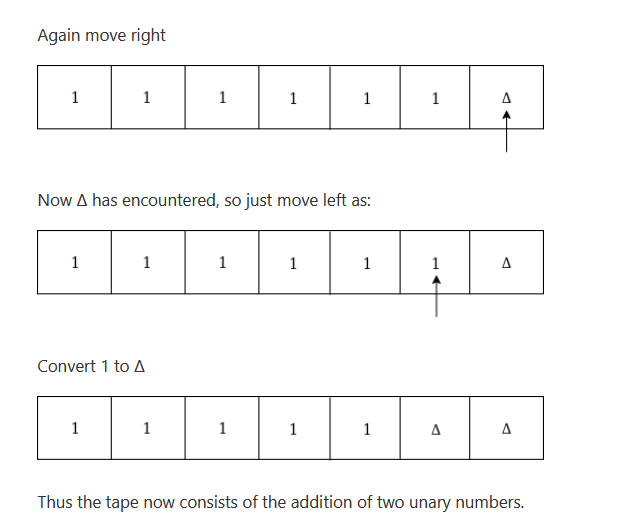 Again move right
1 1 1 1 1 1 Δ
Now Δ has encountered, so just move left as:
1 1 1 1 1 1 Δ
Convert 1 to Δ
1 1 1 1 1 Δ Δ
Thus the tape now consists of the addition of two unary numbers.